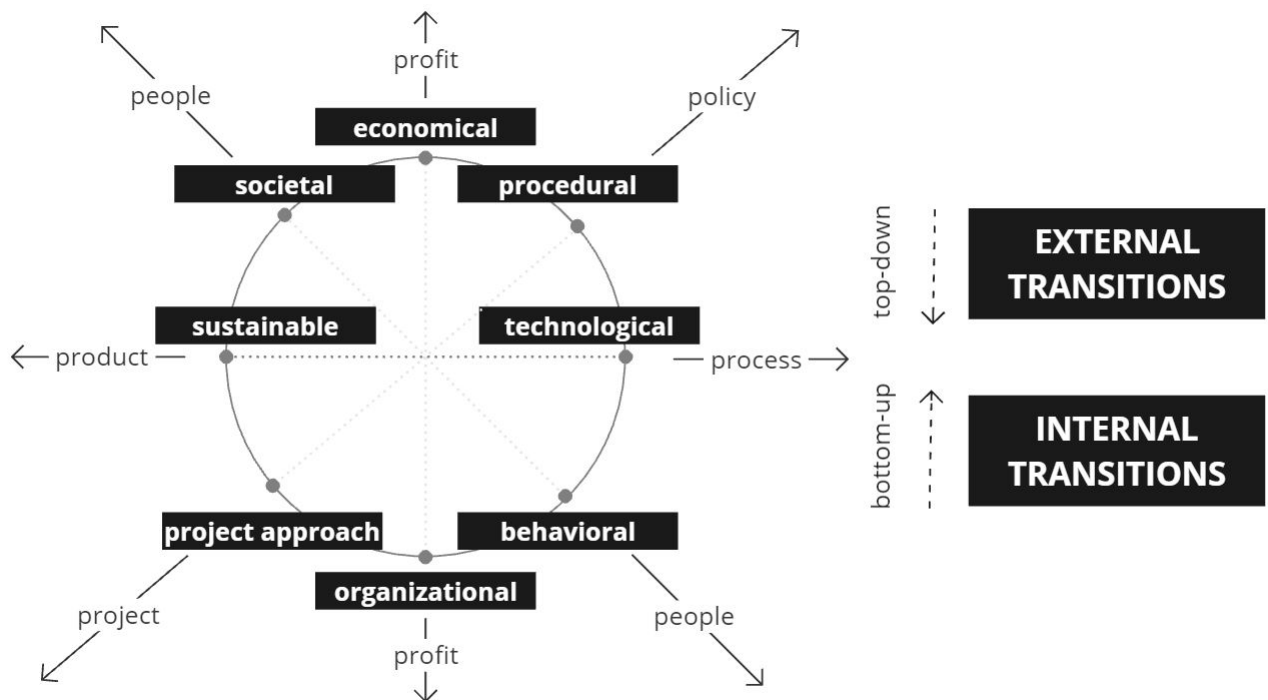 profit
people
policy
economical
societal
procedural
top-down
EXTERNAL
TRANSITIONS
sustainable
technological
product
process
bottom-up
INTERNAL
TRANSITIONS
project approach
behavioral
organizational
project
people
profit